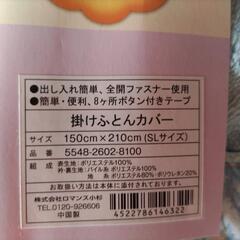 ●出し入れ簡単、全開ファスナー使用
●簡単・便利、8ヶ所ボタン付きテープ
掛けふとんカバー
サイズ 150cm×210cm(SLサイズ)
品番 5548-2602-8100
組成 表生地:ポリエステル100%
衿・裏生地:パイル糸 ポリエステル100%
地糸 ポリエステル80%・ポリウレタン20%
お取扱い方法は、本体に付いております。
株式会社ロマンス小杉
TEL.0120-926606
中国製
4522786146322